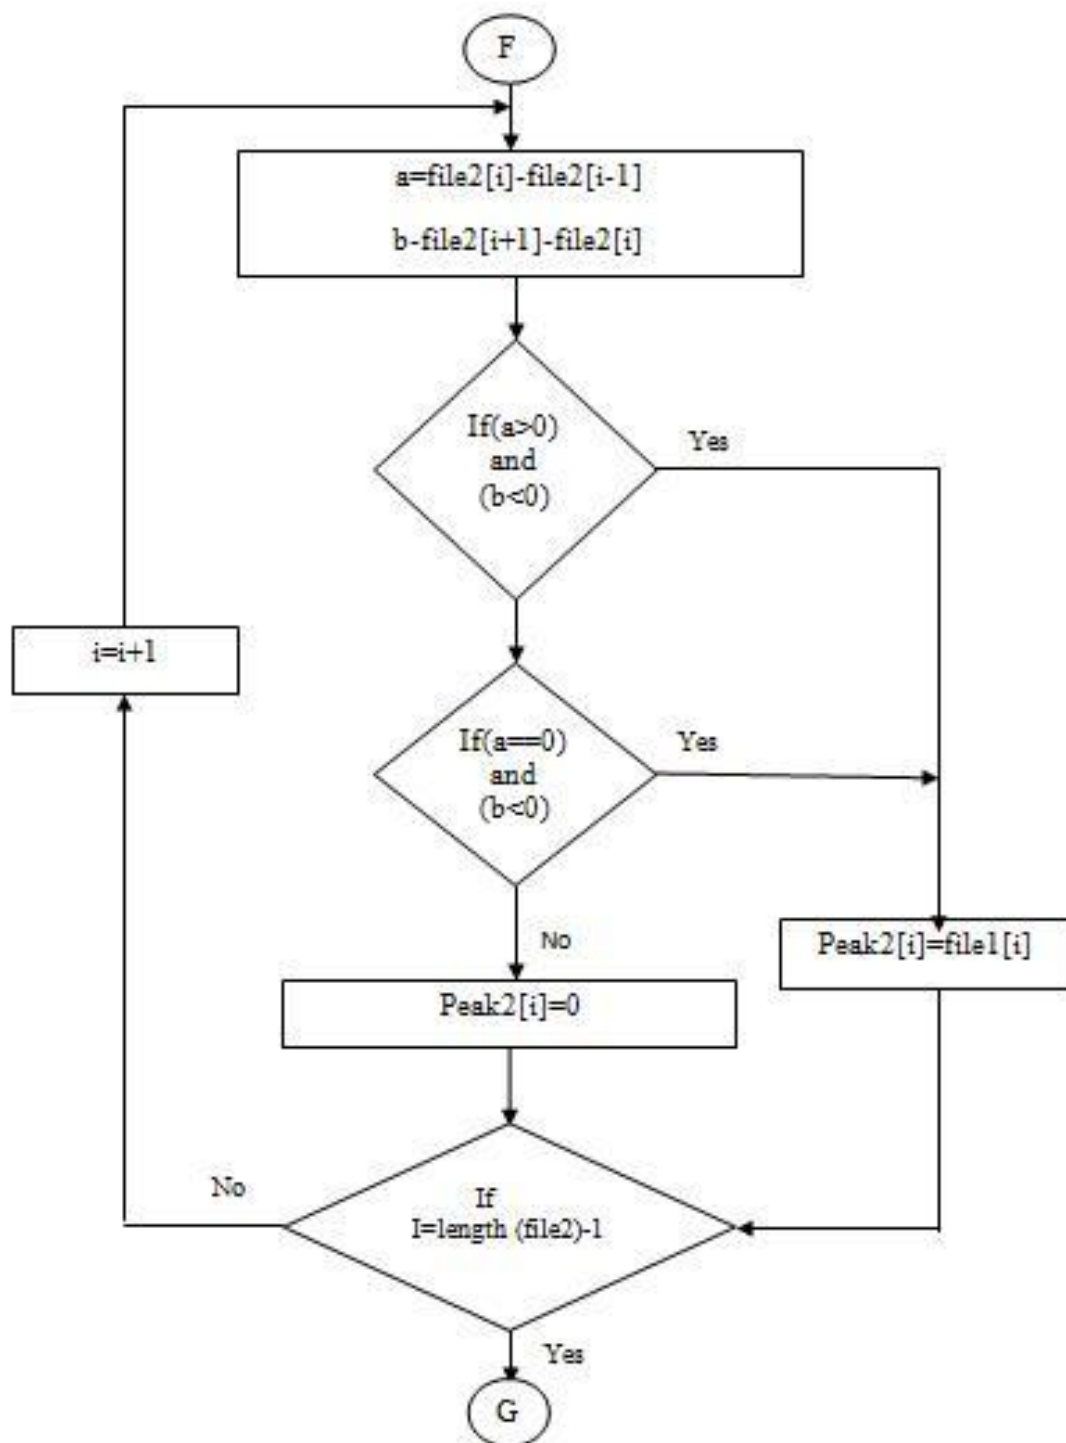 F
a=file2[i]-file2[i-1]
b-file2[i+1]-file2[i]
If(a>0)
and
(b<0)
Yes
i=i+1
If(a==0)
and
(b<0)
Yes
No
Peak2[i]=file1[i]
Peak2[i]=0
No
If
I=length (file2)-1
Yes
G